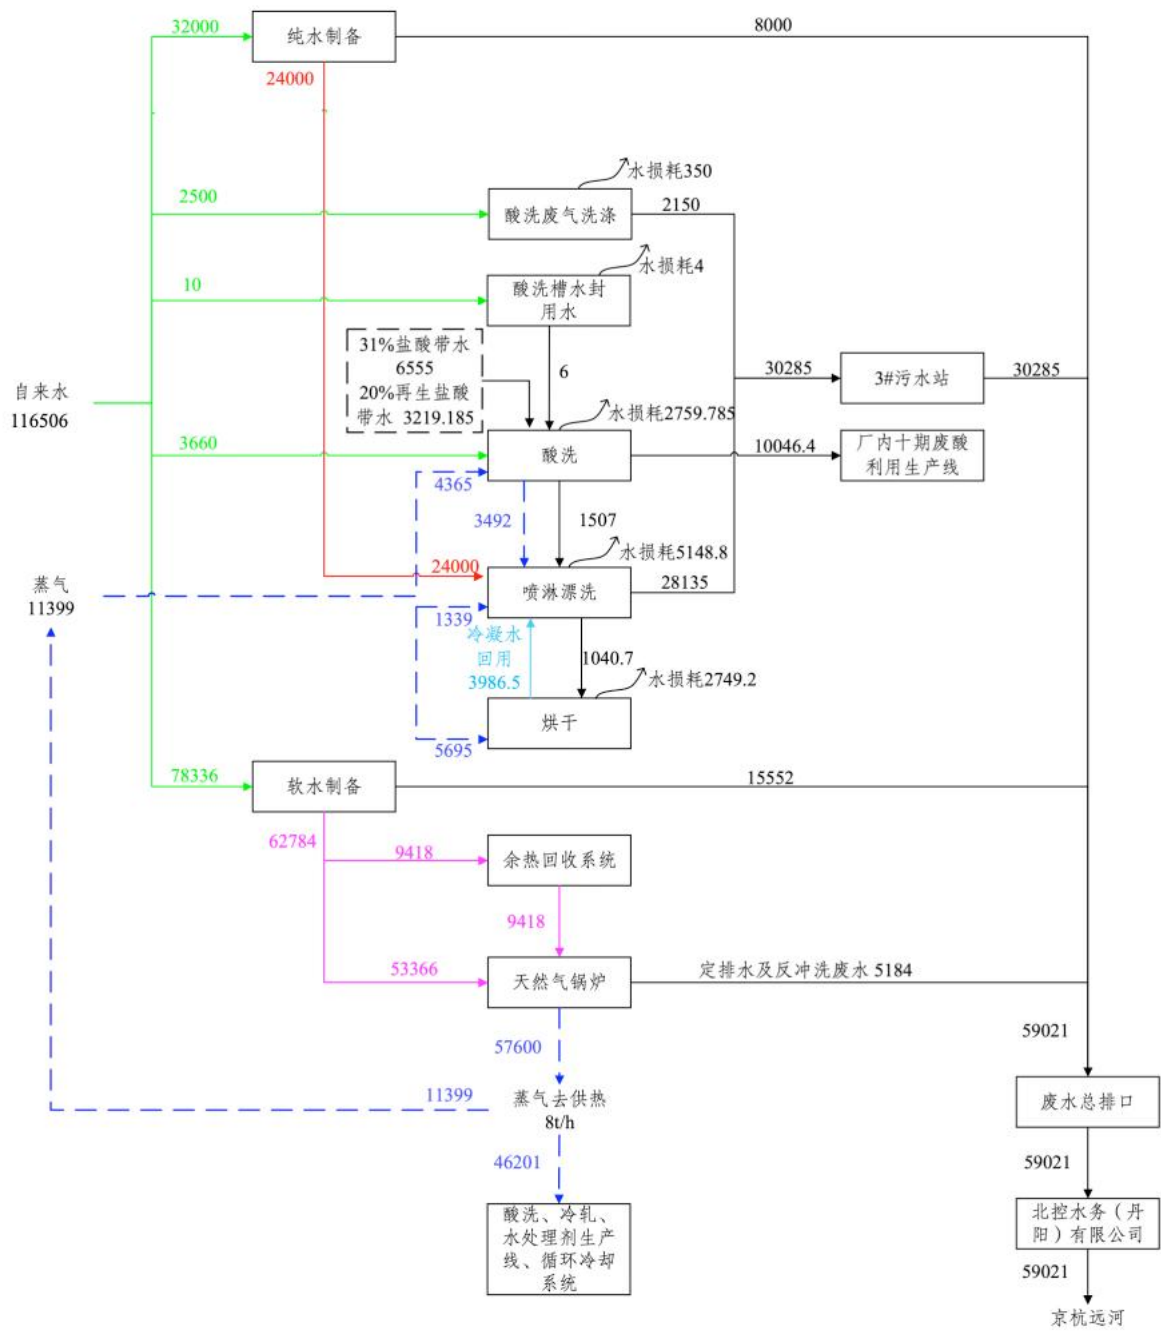 32000
纯水制备
8000
24000
水损耗350
2500
酸洗废气洗涤
2150
水损耗4
10
酸洗槽水封
用水
31%盐酸带水
6555
20%再生盐酸
带水 3219.185
6
30285
3#污水站
30285
自来水
116506
水损耗2759.785
3660
酸洗
10046.4
厂内十期废酸
利用生产线
4365
3492
1507
水损耗5148.8
24000
喷淋漂洗
28135
蒸气
11399
1339
冷凝水
回用
3986.5
1040.7
水损耗2749.2
烘干
5695
78336
软水制备
15552
62784
9418
余热回收系统
9418
53366
天然气锅炉
定排水及反冲洗废水 5184
57600
59021
11399
蒸气去供热
8t/h
废水总排口
46201
59021
酸洗、冷轧、
水处理剂生产
线、循环冷却
系统
北控水务（丹
阳）有限公司
59021
京杭远河